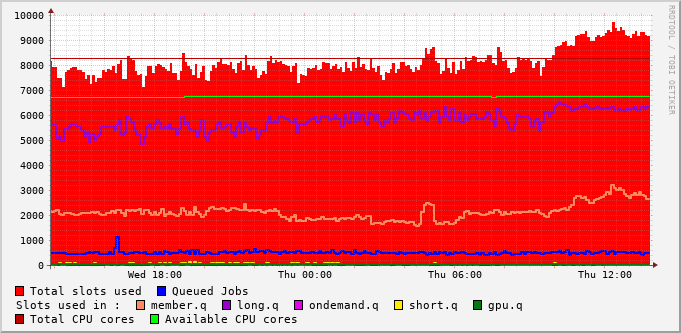 10000
9000
8000
7000
6000
5000
4000
3000
2000
1000
0
Wed 18:00 Thu 00:00 Thu 06:00 Thu 12:00
RRDTOOL / TOBI OETIKER
Total slots used Queued Jobs
Slots used in : member.q long.q ondemand.q short.q gpu.q
Total CPU cores Available CPU cores